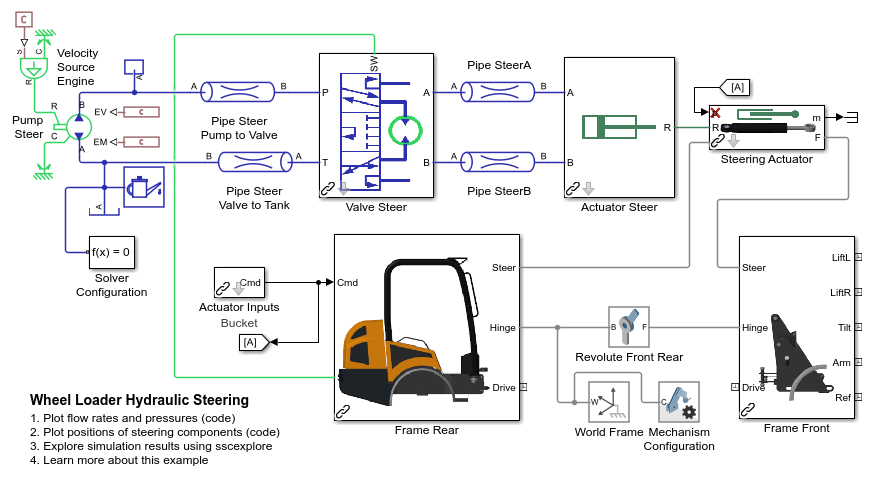 C
S
C
R
Velocity
Source
Engine
A
Pump
Steer
R
B
C
A
EV
C
EM
C
A
B
Pipe Steer
Pump to Valve
B
A
Pipe Steer
Valve to Tank
A
f(x) = 0
Solver
Configuration
SW
P
T
A
B
Valve Steer
Pipe SteerA
A
B
A
B
Pipe SteerB
A
B
R
Actuator Steer
[A]
R
m
F
Steering Actuator
Cmd
Actuator Inputs
Bucket
[A]
Cmd
S
Steer
Hinge
Drive
Frame Rear
B
F
Revolute Front Rear
W
World Frame
C
Mechanism
Configuration
Steer
Hinge
Drive
LiftL
LiftR
Tilt
Arm
Ref
Frame Front
Wheel Loader Hydraulic Steering
1. Plot flow rates and pressures (code)
2. Plot positions of steering components (code)
3. Explore simulation results using sscexplore
4. Learn more about this example